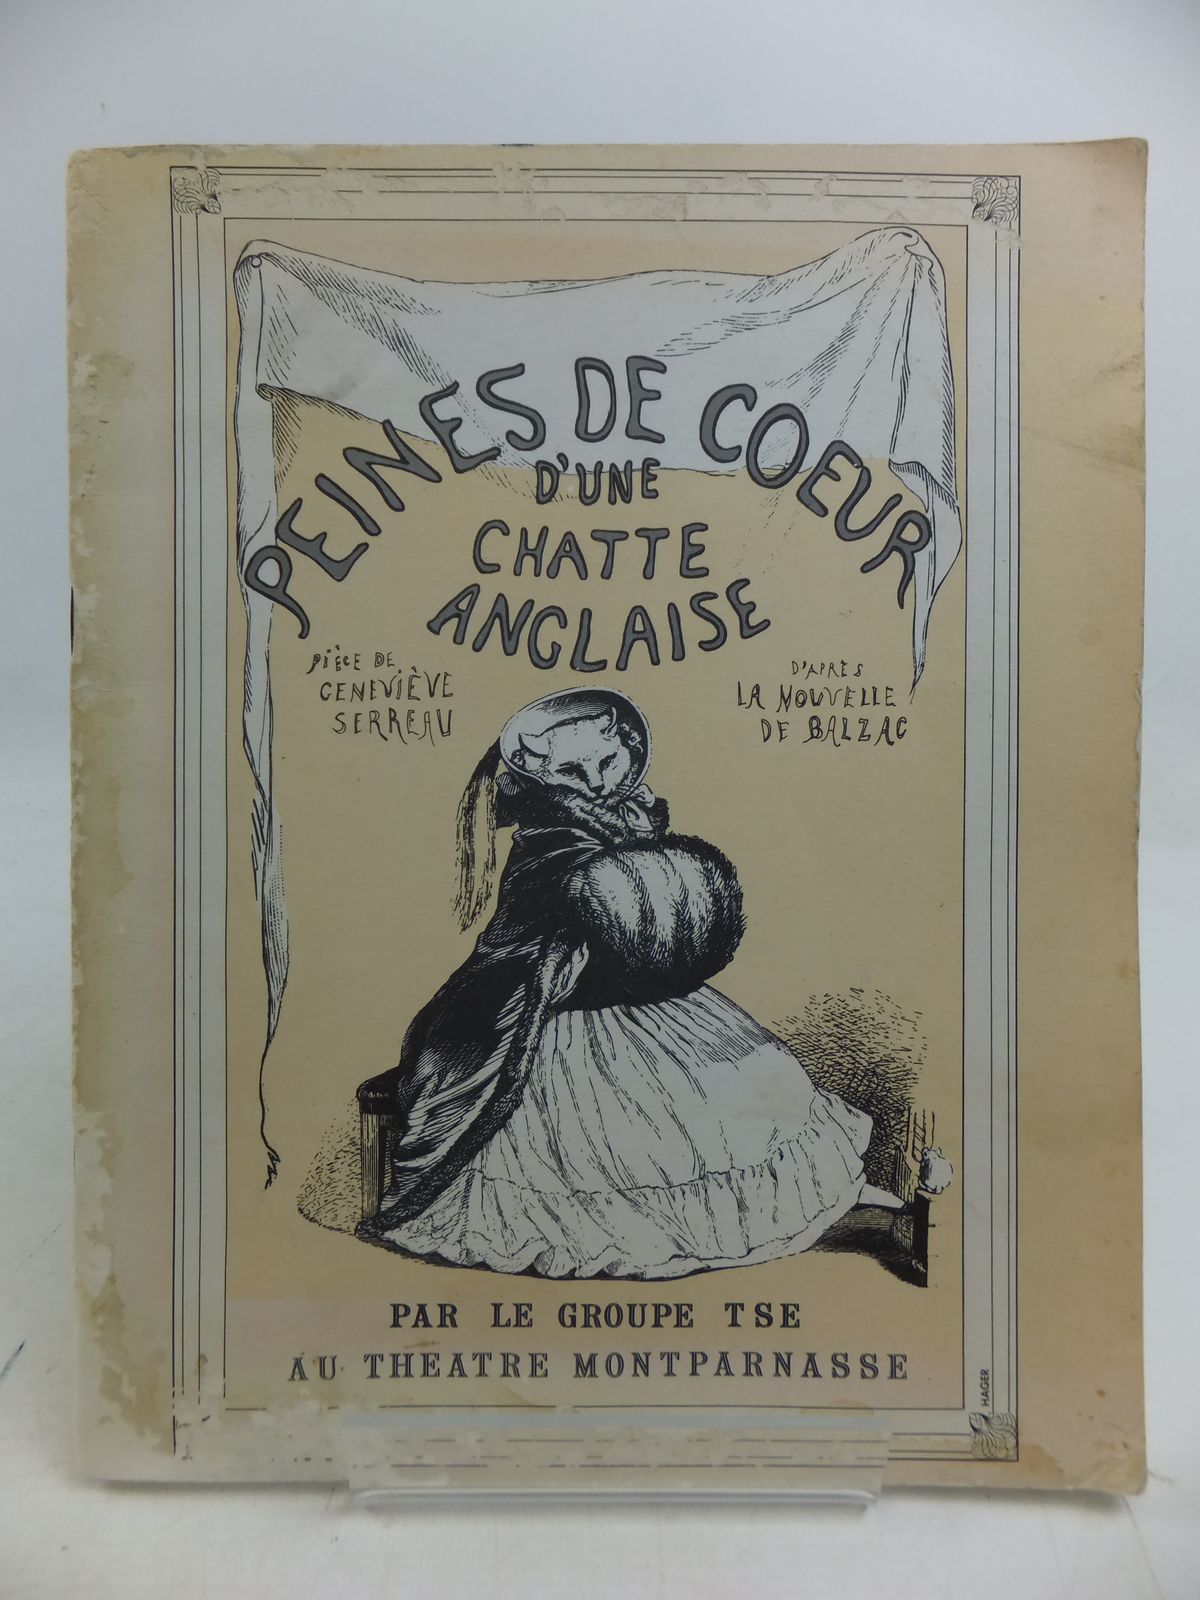 PEINES DE COEUR
D'UNE
CHATTE
ANGLAISE
PIÈCE DE
GENEVIÈVE
SERREAU
D'APRÈS
LA NOUVELLE
DE BALZAC
PAR LE GROUPE TSE
AU THEATRE MONTPARNASSE
HAGER